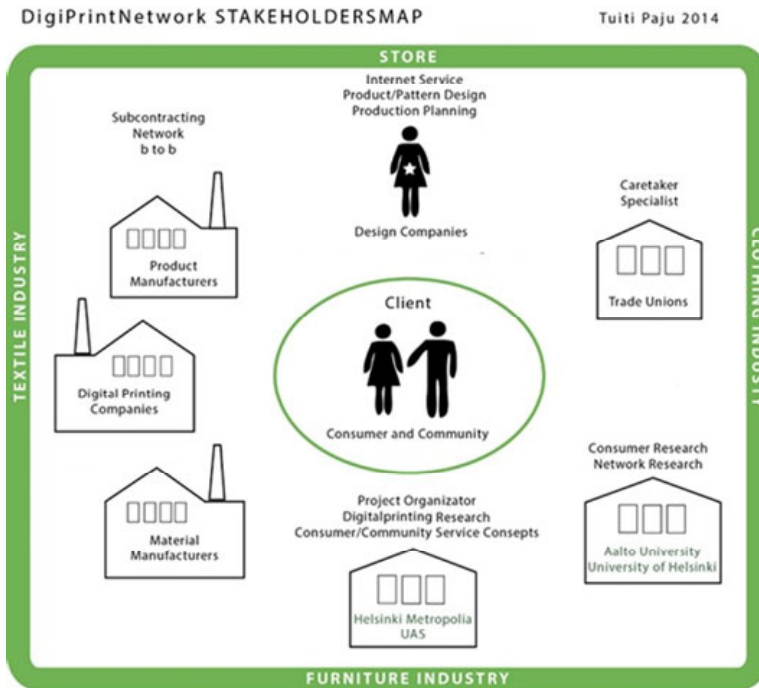 DigiPrintNetwork STAKEHOLDERSMAP
Tuiti Paju 2014
STORE
Internet Service
Product/Pattern Design
Production Planning
Design Companies
Subcontracting
Network
b to b
Product
Manufacturers
Caretaker
Specialist
Trade Unions
TEXTILE INDUSTRY
CLOTHING INDUSTY
Client
Consumer and Community
Digital Printing
Companies
Material
Manufacturers
Project Organizator
Digitalprinting Research
Consumer/Community Service Consepts
Helsinki Metropolia
UAS
Consumer Research
Network Research
Aalto University
University of Helsinki
FURNITURE INDUSTRY